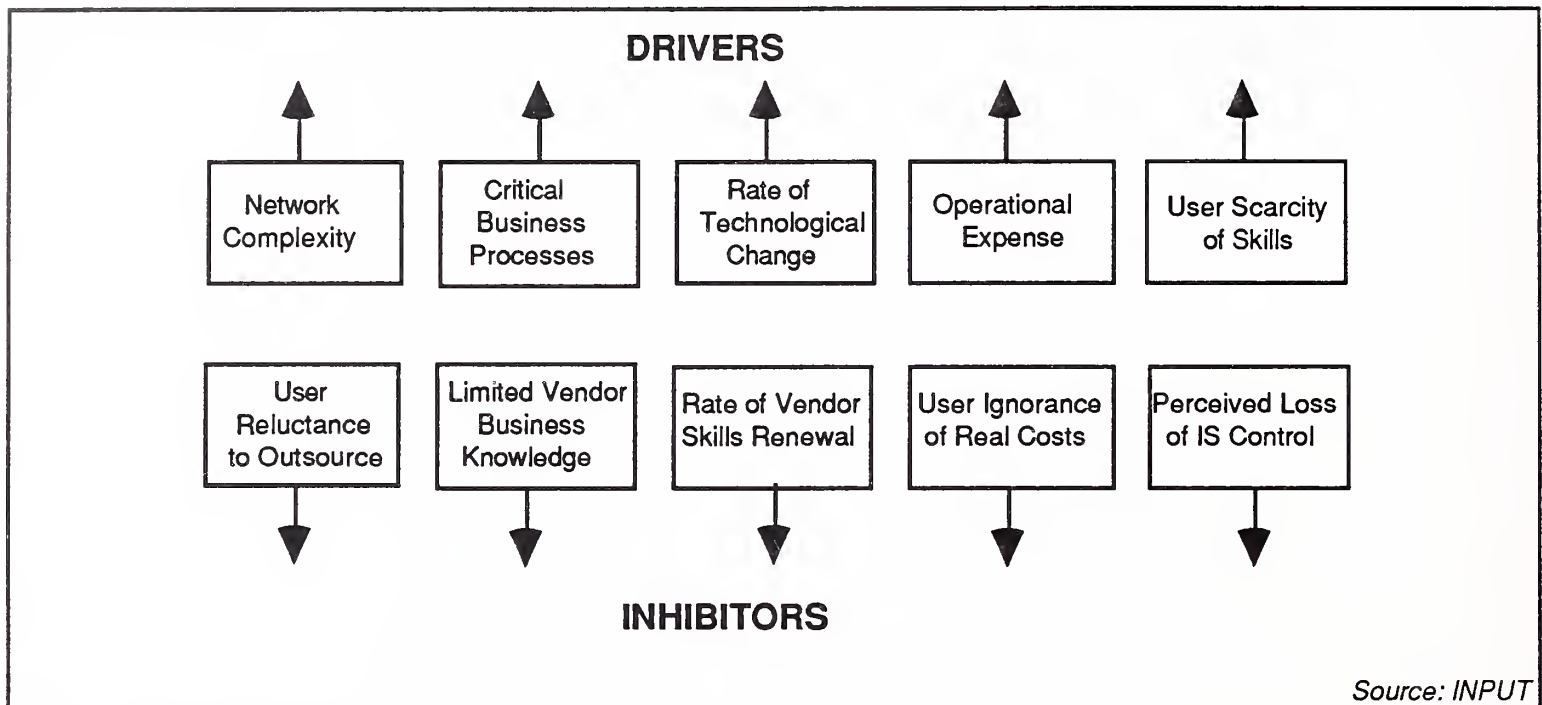 DRIVERS
Network
Complexity
Critical
Business
Processes
Rate of
Technological
Change
Operational
Expense
User Scarcity
of Skills
User
Reluctance
to Outsource
Limited Vendor
Business
Knowledge
Rate of Vendor
Skills Renewal
User Ignorance
of Real Costs
Perceived Loss
of IS Control
INHIBITORS
Source: INPUT